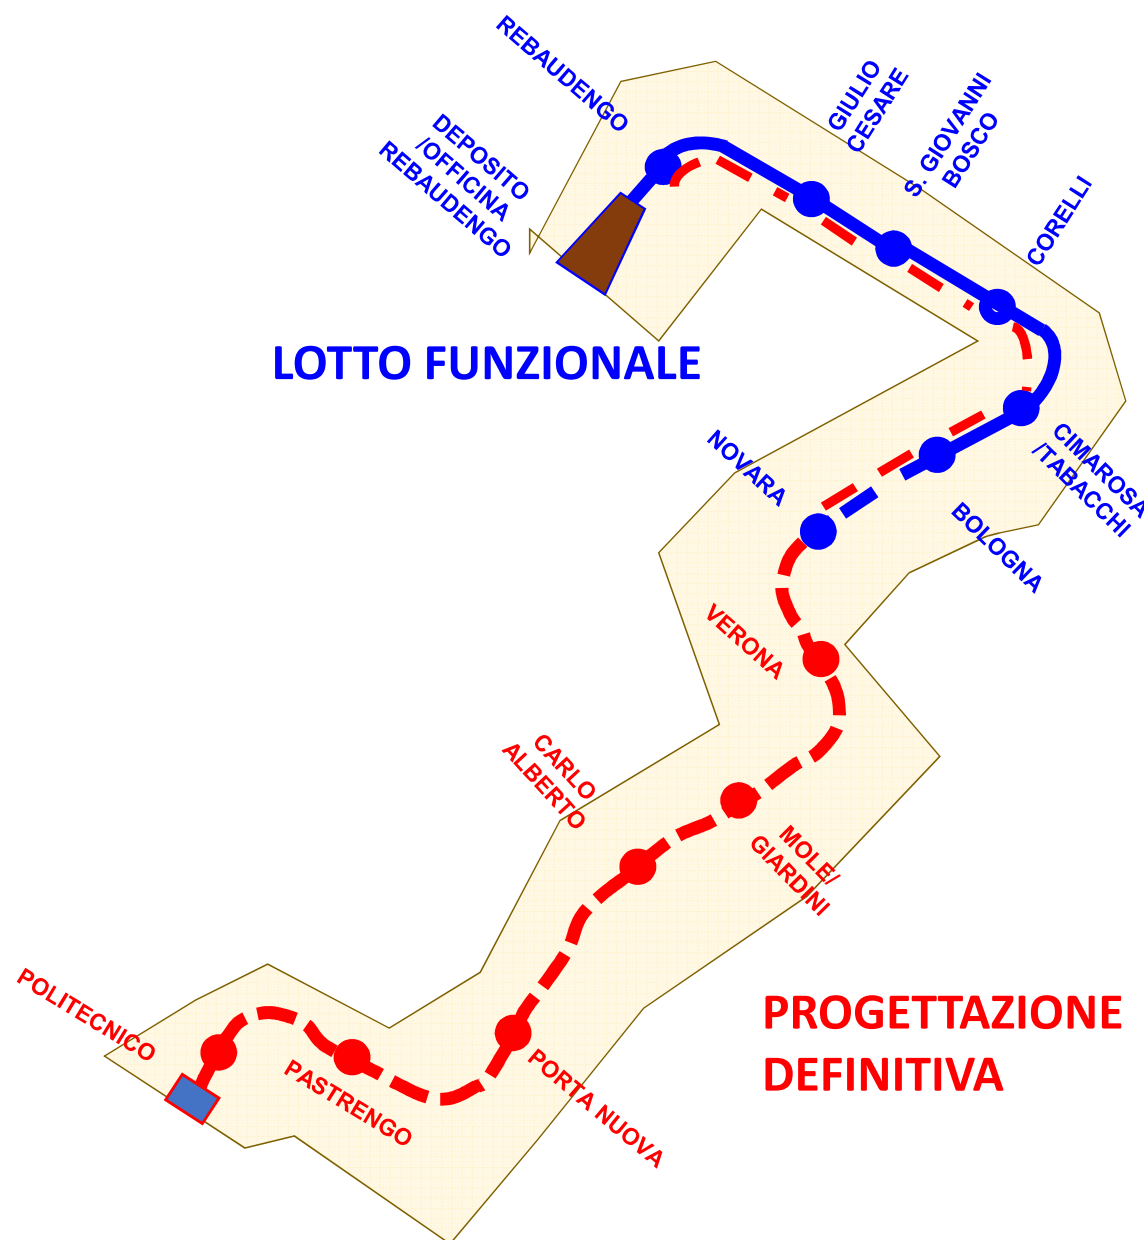 REBAUDENGO
DEPOSITO
/OFFICINA
REBAUDENGO
GIULIO
CESARE
S. GIOVANNI
BOSCO
CORELLI
LOTTO FUNZIONALE
CIMAROSA
/TABACCHI
NOVARA
BOLOGNA
VERONA
CARLO
ALBERTO
MOLE/
GIARDINI
POLITECNICO
PASTRENGO
PORTA NUOVA
PROGETTAZIONE
DEFINITIVA